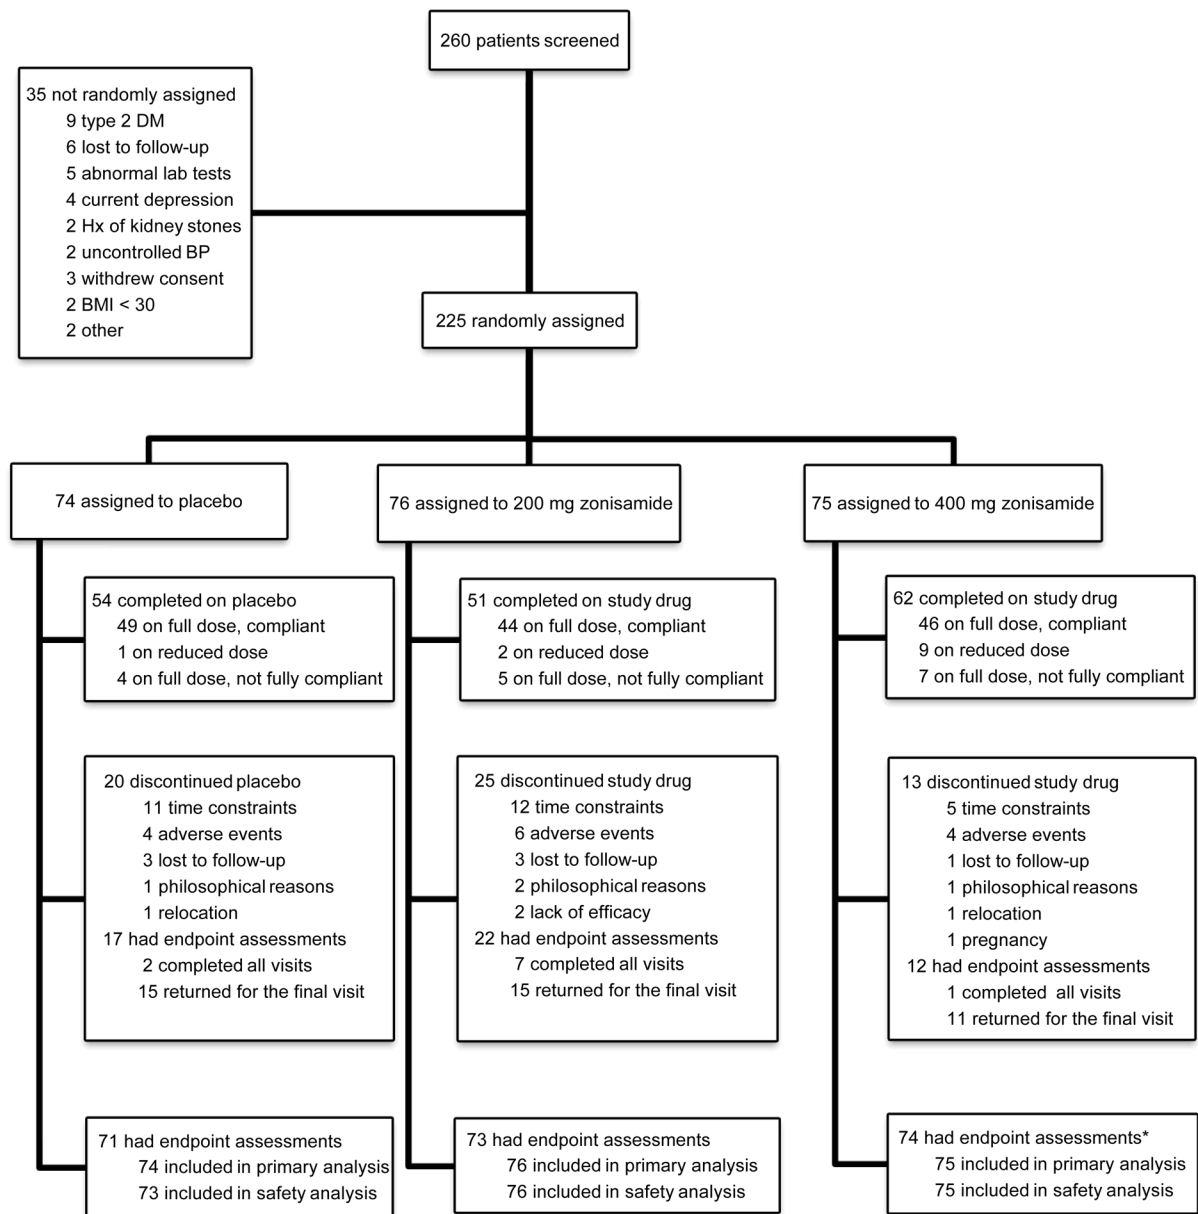 260 patients screened
35 not randomly assigned
9 type 2 DM
6 lost to follow-up
5 abnormal lab tests
4 current depression
2 Hx of kidney stones
2 uncontrolled BP
3 withdrew consent
2 BMI < 30
2 other
225 randomly assigned
74 assigned to placebo
76 assigned to 200 mg zonisamide
75 assigned to 400 mg zonisamide
54 completed on placebo
49 on full dose, compliant
1 on reduced dose
4 on full dose, not fully compliant
51 completed on study drug
44 on full dose, compliant
2 on reduced dose
5 on full dose, not fully compliant
62 completed on study drug
46 on full dose, compliant
9 on reduced dose
7 on full dose, not fully compliant
20 discontinued placebo
11 time constraints
4 adverse events
3 lost to follow-up
1 philosophical reasons
1 relocation
17 had endpoint assessments
2 completed all visits
15 returned for the final visit
25 discontinued study drug
12 time constraints
6 adverse events
3 lost to follow-up
2 philosophical reasons
2 lack of efficacy
22 had endpoint assessments
7 completed all visits
15 returned for the final visit
13 discontinued study drug
5 time constraints
4 adverse events
1 lost to follow-up
1 philosophical reasons
1 relocation
1 pregnancy
12 had endpoint assessments
1 completed all visits
11 returned for the final visit
71 had endpoint assessments
74 included in primary analysis
73 included in safety analysis
73 had endpoint assessments
76 included in primary analysis
76 included in safety analysis
74 had endpoint assessments*
75 included in primary analysis
75 included in safety analysis